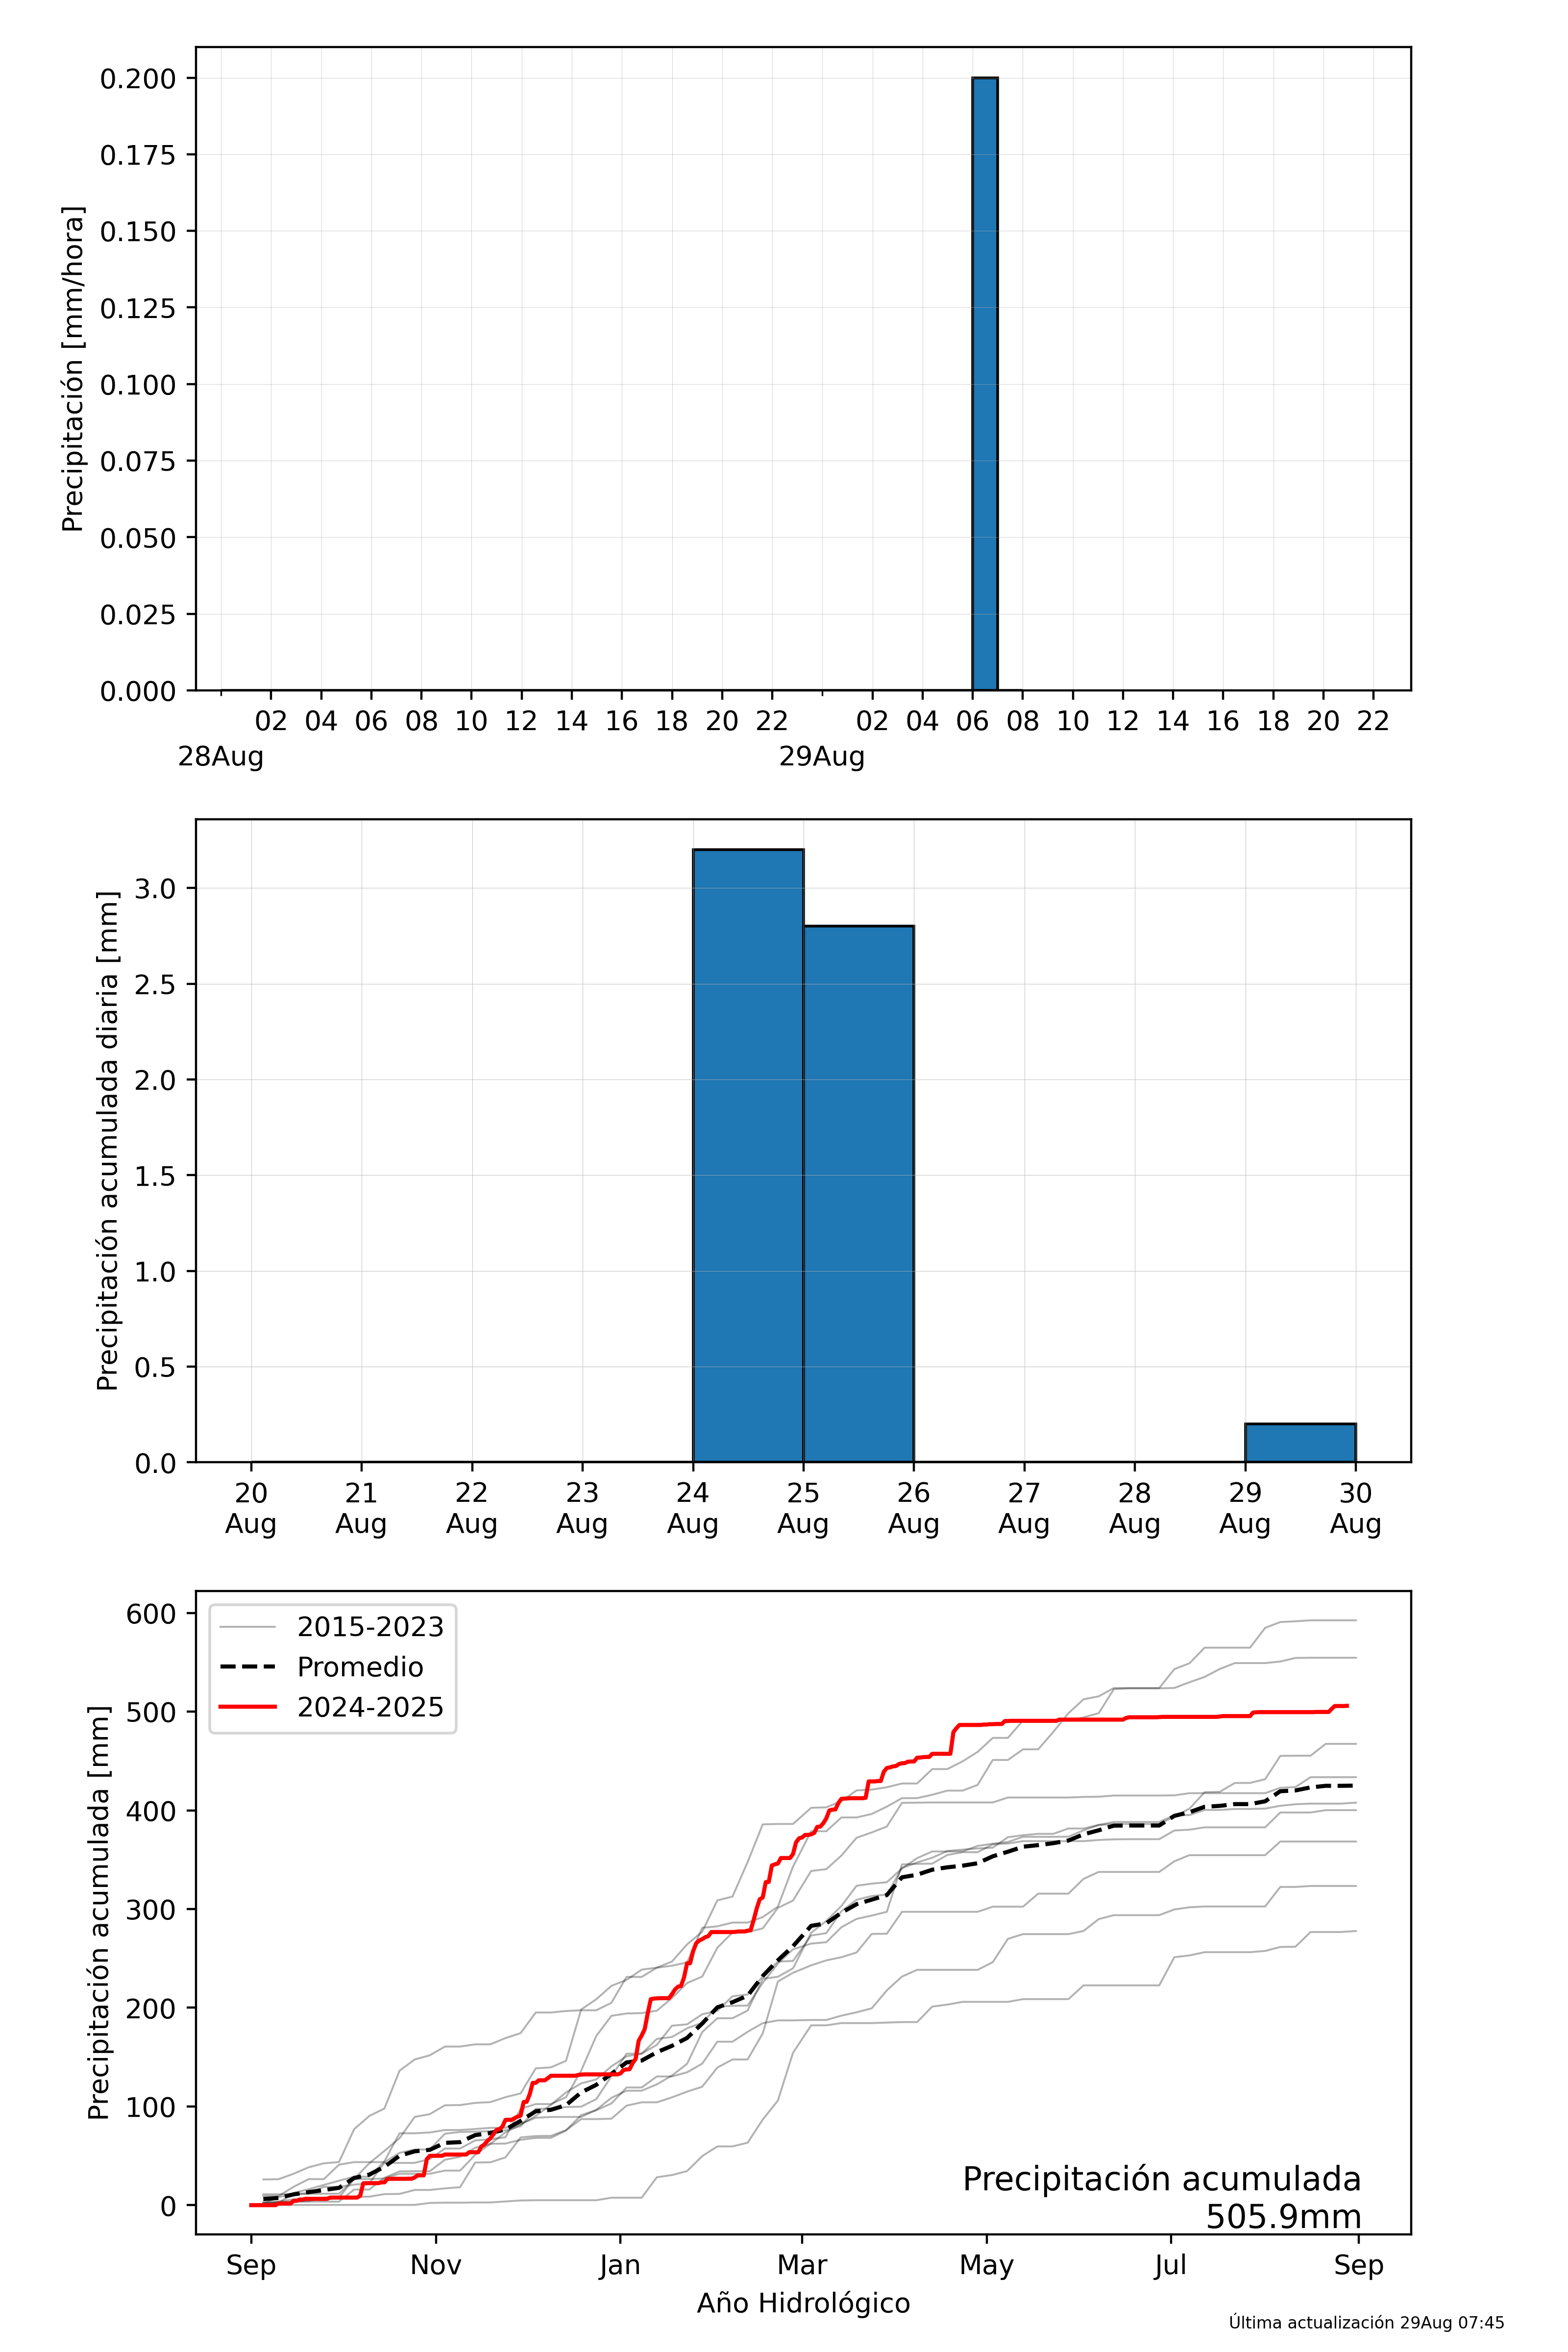 Precipitación [mm/hora]
0.200
0.175
0.150
0.125
0.100
0.075
0.050
0.025
0.000
02 04 06 08 10 12 14 16 18 20 22 02 04 06 08 10 12 14 16 18 20 22
28Aug 29Aug
Precipitación acumulada diaria [mm]
3.0
2.5
2.0
1.5
1.0
0.5
0.0
20 21 22 23 24 25 26 27 28 29 30
Aug Aug Aug Aug Aug Aug Aug Aug Aug Aug Aug
Precipitación acumulada [mm]
600
500
400
300
200
100
0
2015-2023
Promedio
2024-2025
Precipitación acumulada
505.9mm
Sep Nov Jan Mar May Jul Sep
Año Hidrológico
Última actualización 29Aug 07:45